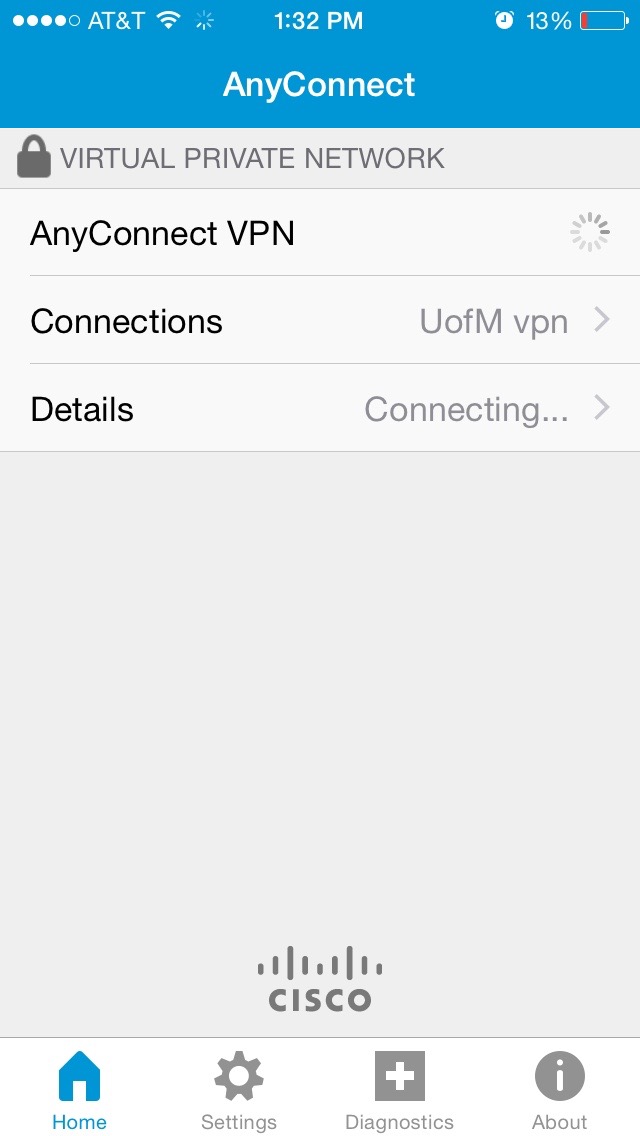 AT&T 1:32 PM 13%
AnyConnect
VIRTUAL PRIVATE NETWORK
AnyConnect VPN
Connections UofM vpn
Details Connecting...
CISCO
Home Settings Diagnostics About